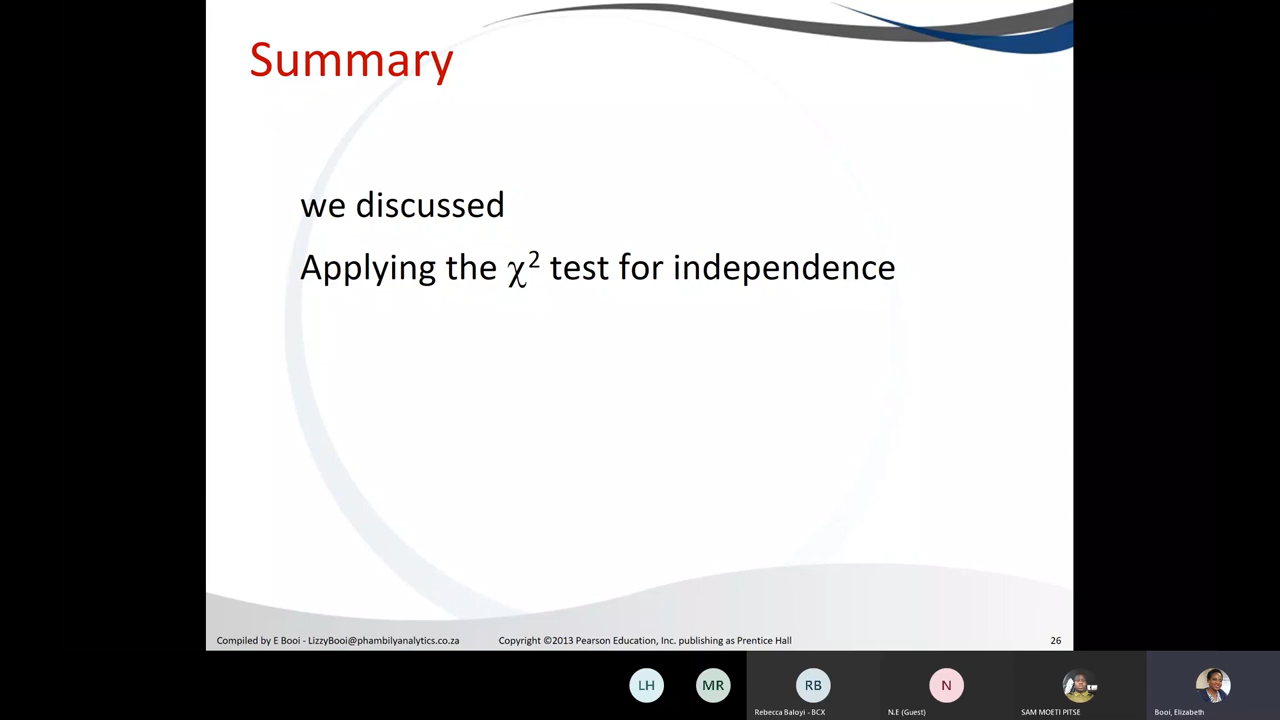 Summary
we discussed
Applying the χ² test for independence
Compiled by E Booi - LizzyBooi@phambilyanalytics.co.za
Copyright ©2013 Pearson Education, Inc. publishing as Prentice Hall
26
LH
MR
RB
N
Rebecca Baloyi - BCX
N.E (Guest)
SAM MOETI PITSE
Booi, Elizabeth